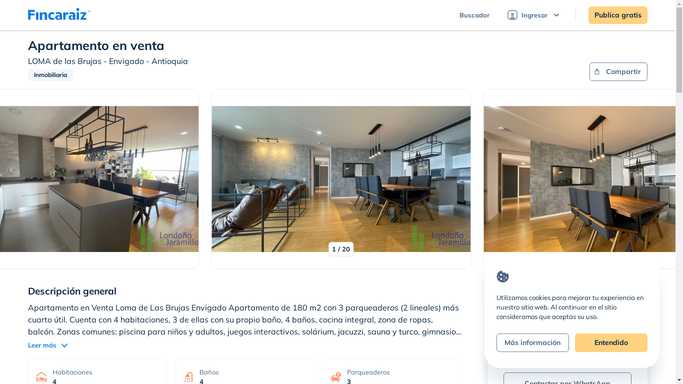 Fincaraiz
Buscador
Ingresar
Publica gratis
Apartamento en venta
LOMA de las Brujas - Envigado - Antioquia
Inmobiliaria
Compartir
Londoño
Jaramillo
Londoño
Jaramillo
1 / 20
Descripción general
Apartamento en Venta Loma de Las Brujas Envigado Apartamento de 180 m2 con 3 parqueaderos (2 lineales) más
cuarto útil. Cuenta con 4 habitaciones, 3 de ellas con su propio baño, 4 baños, cocina integral, zona de ropas,
balcón. Zonas comunes: piscina para niños y adultos, juegos interactivos, solárium, jacuzzi, sauna y turco, gimnasio...
Leer más
Habitaciones
4
Baños
4
Parqueaderos
3
Utilizamos cookies para mejorar tu experiencia en
nuestro sitio web. Al continuar en el sitio
consideramos que aceptas su uso.
Más información
Entendido
Contactar por WhatsApp